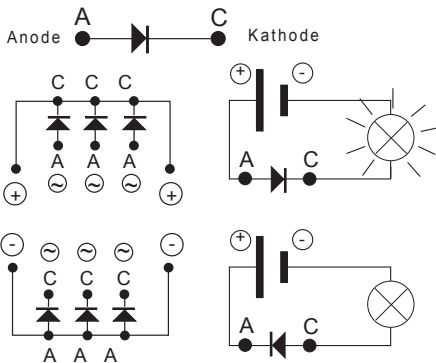 A C
Anode Kathode
C C C
A A A
+ ~ ~ ~ +
- ~ ~ ~ -
C C C
A A A
+ -
A C
+ -
A C